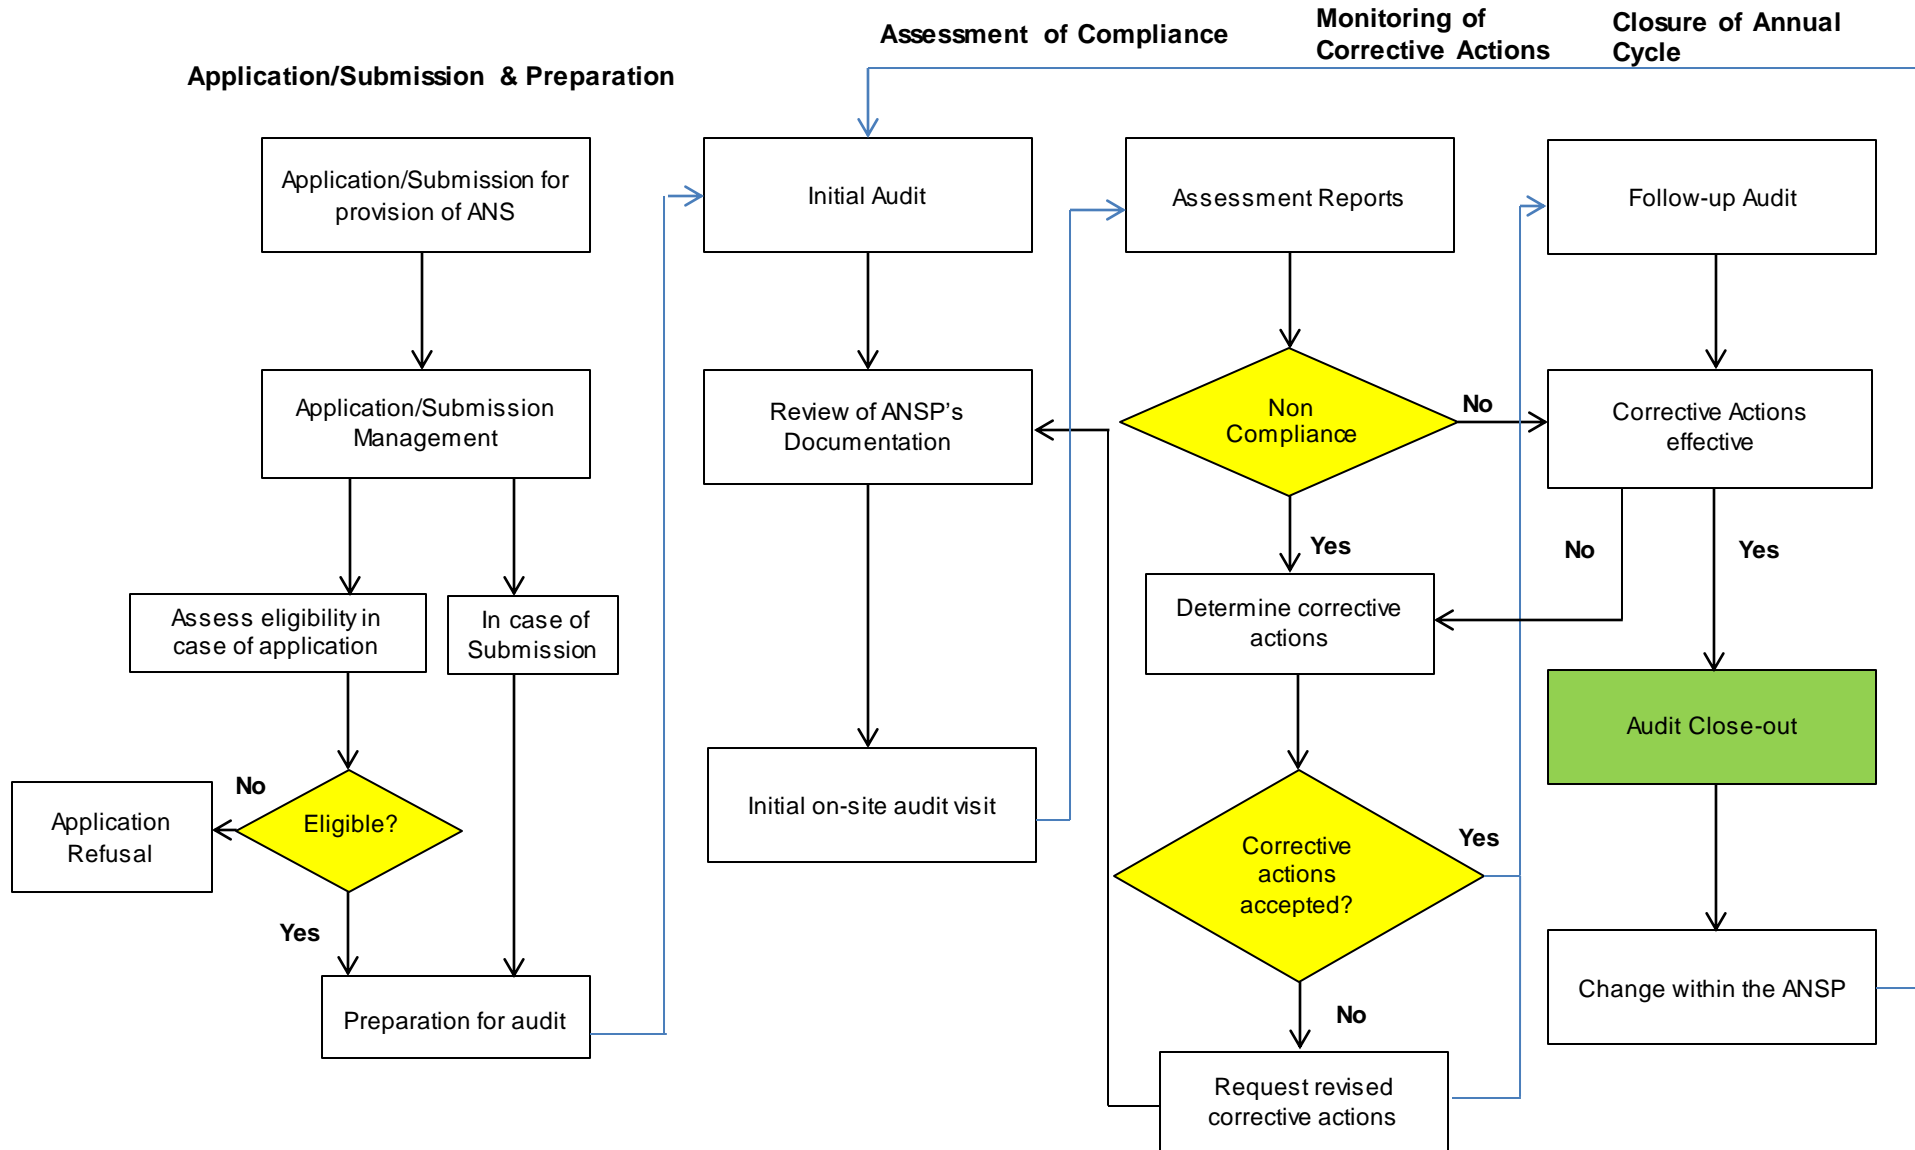 Application/Submission & Preparation
Assessment of Compliance
Monitoring of
Corrective Actions
Closure of Annual
Cycle
Application/Submission for
provision of ANS
Application/Submission
Management
Assess eligibility in
case of application
In case of
Submission
Eligible?
No
Application
Refusal
Yes
Preparation for audit
Initial Audit
Review of ANSP’s
Documentation
Initial on-site audit visit
Assessment Reports
Non
Compliance
No
Yes
Determine corrective
actions
Corrective
actions
accepted?
Yes
No
Request revised
corrective actions
Follow-up Audit
Corrective Actions
effective
No
Yes
Audit Close-out
Change within the ANSP